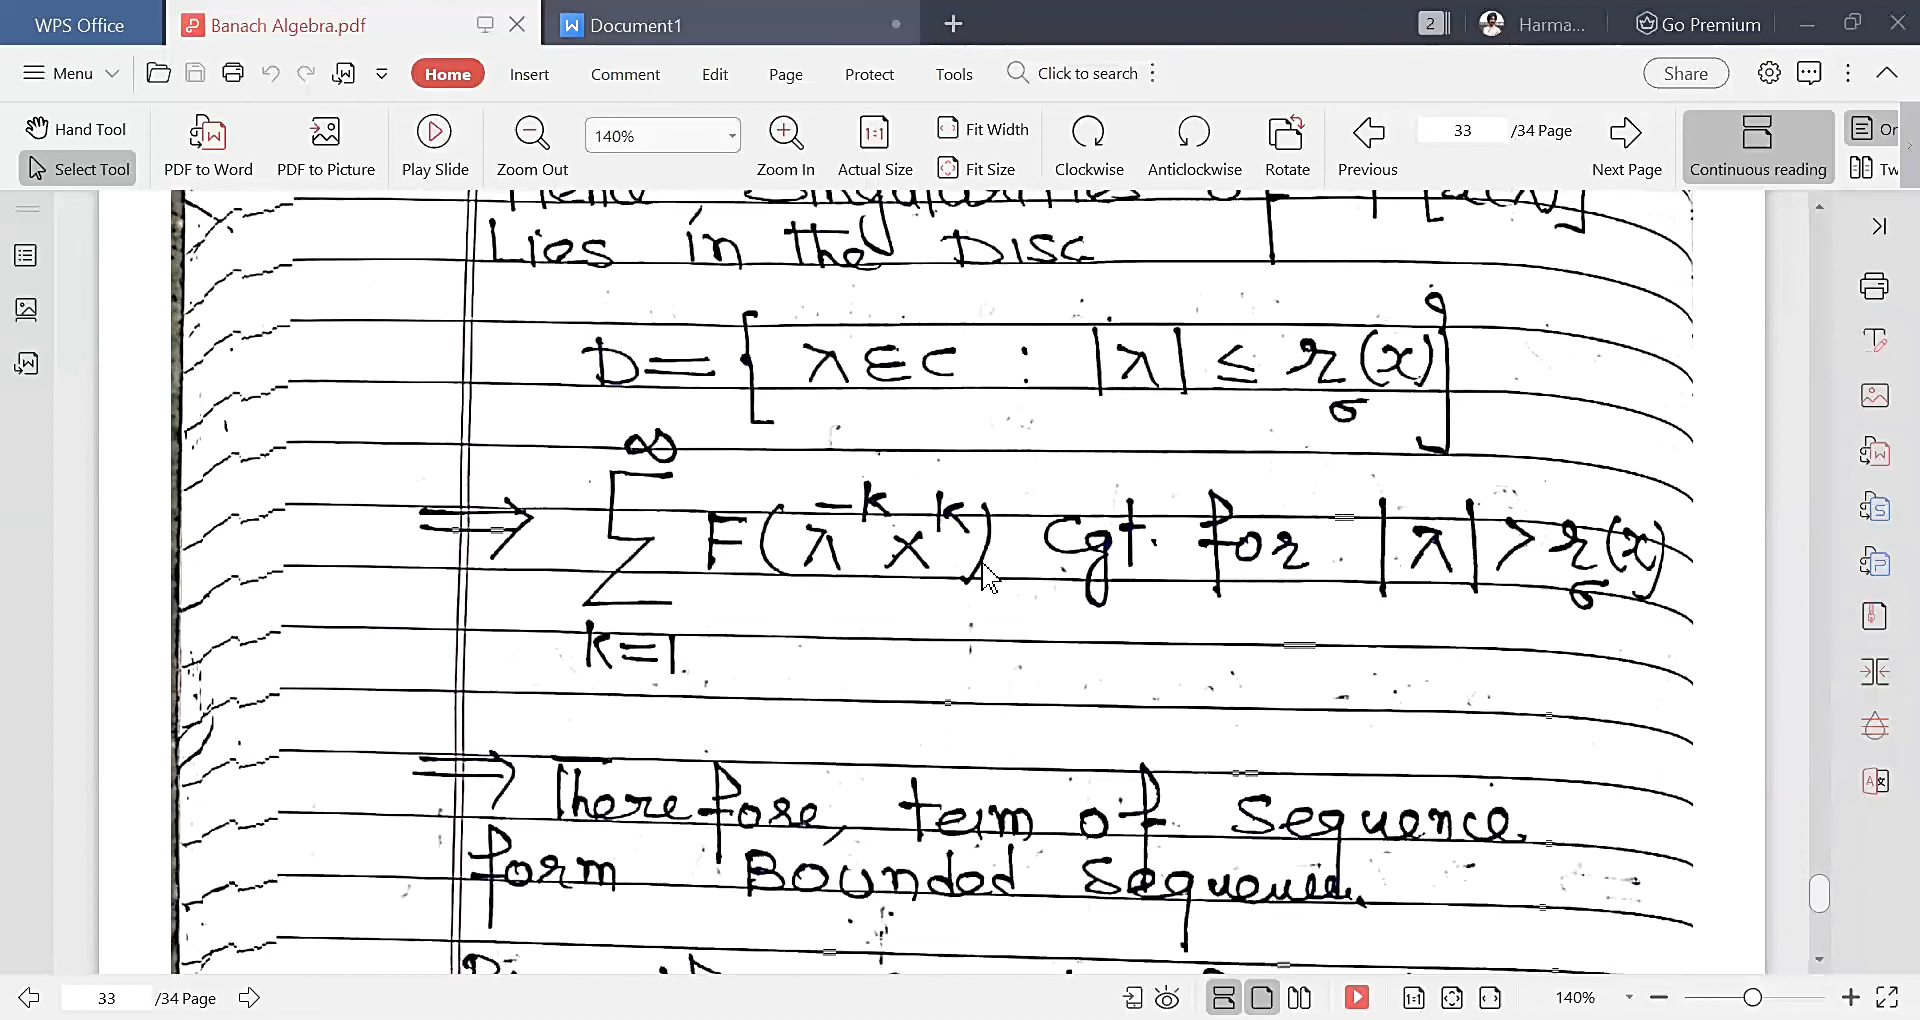 WPS Office Banach Algebra.pdf Document1 2 Harma... Go Premium
Menu Home Insert Comment Edit Page Protect Tools Click to search Share
Hand Tool Select Tool PDF to Word PDF to Picture Play Slide Zoom Out 140% Zoom In Actual Size Fit Width Fit Size Clockwise Anticlockwise Rotate Previous 33 /34 Page Next Page Continuous reading Or Tw
Lies in the Disc
D = [ λ ∈ C : |λ| ≤ r_σ(x) ]
⇒ ∑_{k=1}^{∞} F(λ^{-k} x^k) Cgt. for |λ| > r_σ(x)
⇒ Therefore, term of Sequence
form Bounded Sequence.
33 /34 Page 140%